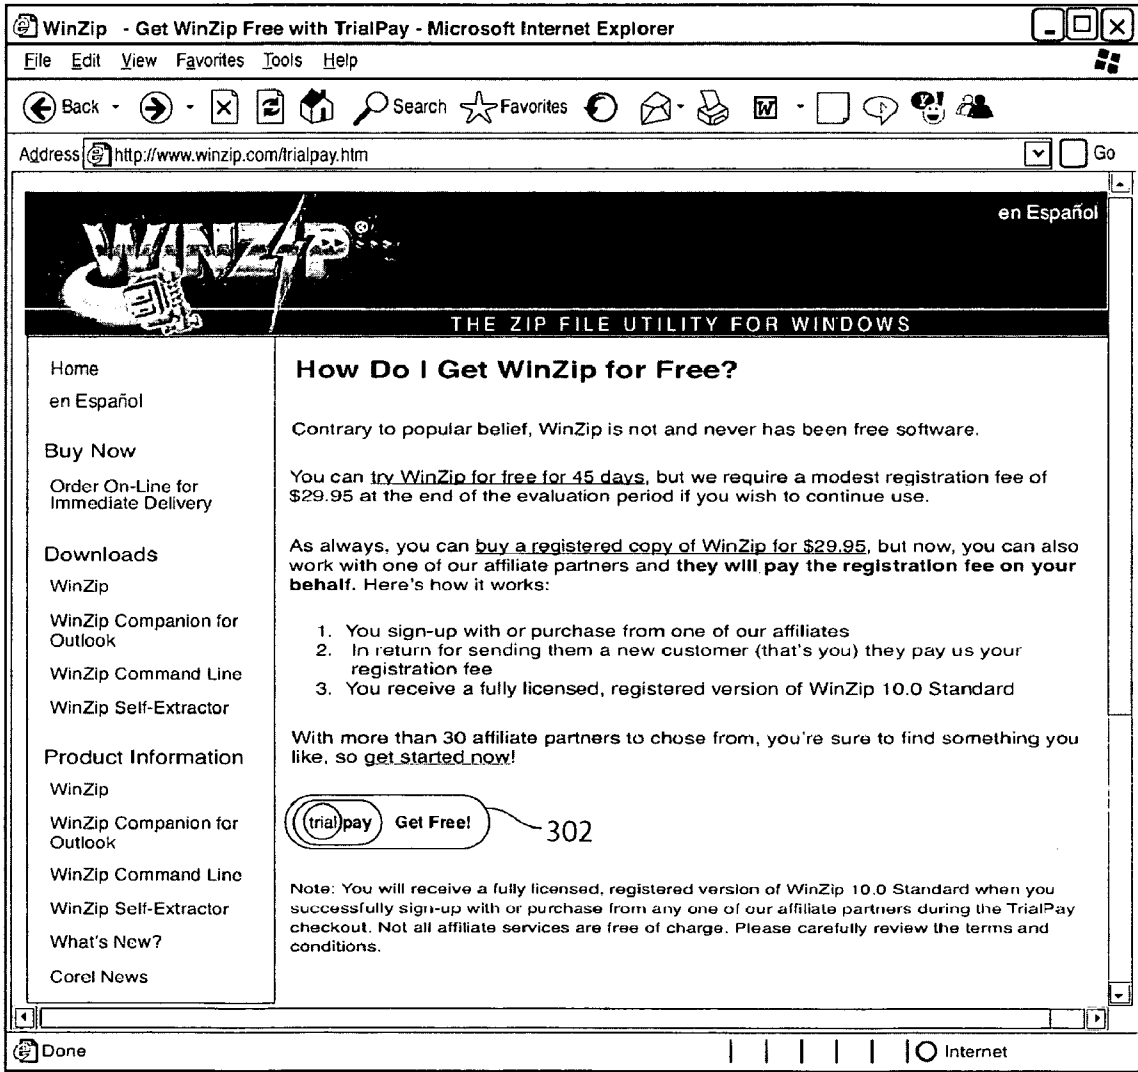 WinZip - Get WinZip Free with TrialPay - Microsoft Internet Explorer
File Edit View Favorites Tools Help
Back Search Favorites W Y!
Address http://www.winzip.com/trialpay.htm Go
en Español
WINZIP®
THE ZIP FILE UTILITY FOR WINDOWS
Home
en Español
Buy Now
Order On-Line for
Immediate Delivery
Downloads
WinZip
WinZip Companion for
Outlook
WinZip Command Line
WinZip Self-Extractor
Product Information
WinZip
WinZip Companion for
Outlook
WinZip Command Line
WinZip Self-Extractor
What's New?
Corel News
How Do I Get WinZip for Free?
Contrary to popular belief, WinZip is not and never has been free software.
You can try WinZip for free for 45 days, but we require a modest registration fee of
$29.95 at the end of the evaluation period if you wish to continue use.
As always, you can buy a registered copy of WinZip for $29.95, but now, you can also
work with one of our affiliate partners and they will pay the registration fee on your
behalf. Here's how it works:
1. You sign-up with or purchase from one of our affiliates
2. In return for sending them a new customer (that's you) they pay us your
registration fee
3. You receive a fully licensed, registered version of WinZip 10.0 Standard
With more than 30 affiliate partners to chose from, you're sure to find something you
like, so get started now!
trialpay Get Free!
302
Note: You will receive a fully licensed, registered version of WinZip 10.0 Standard when you
successfully sign-up with or purchase from any one of our affiliate partners during the TrialPay
checkout. Not all affiliate services are free of charge. Please carefully review the terms and
conditions.
Done Internet